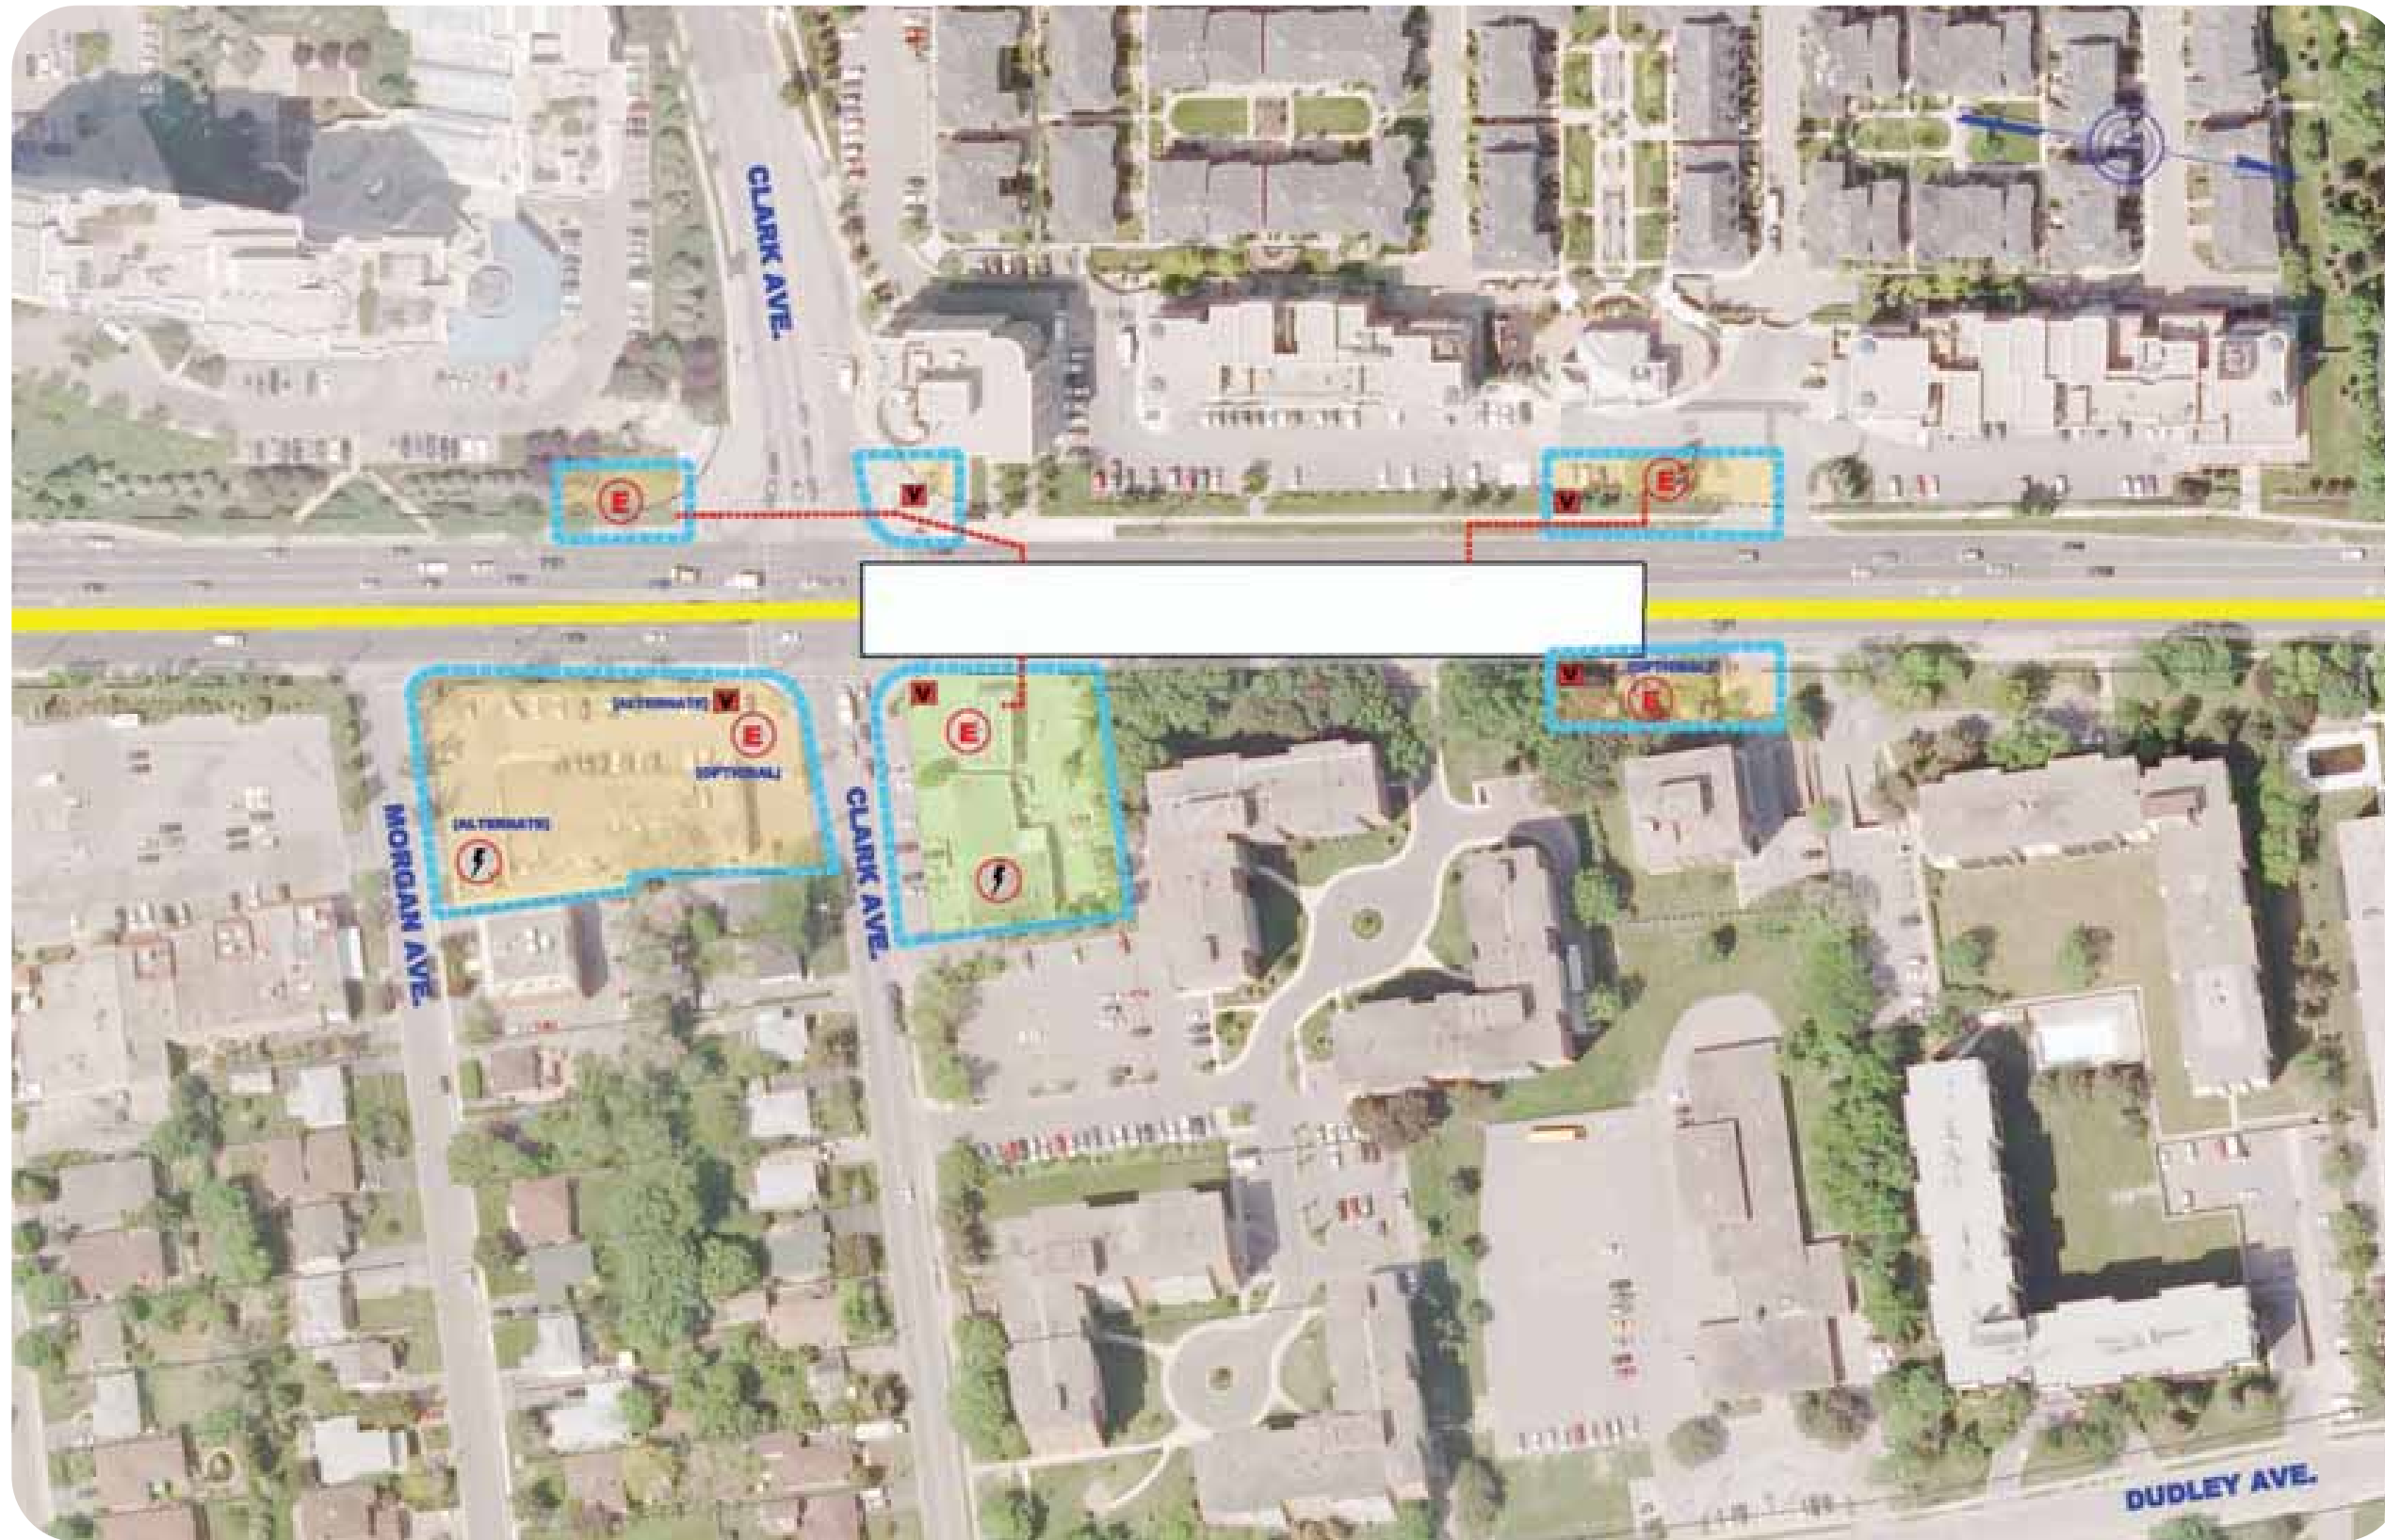 CLARK AVE.
E
V
V
E
[ALTERNATE]
V
E
[OPTIONAL]
[ALTERNATE]
V
E
V
[OPTIONAL]
E
MORGAN AVE.
CLARK AVE.
DUDLEY AVE.